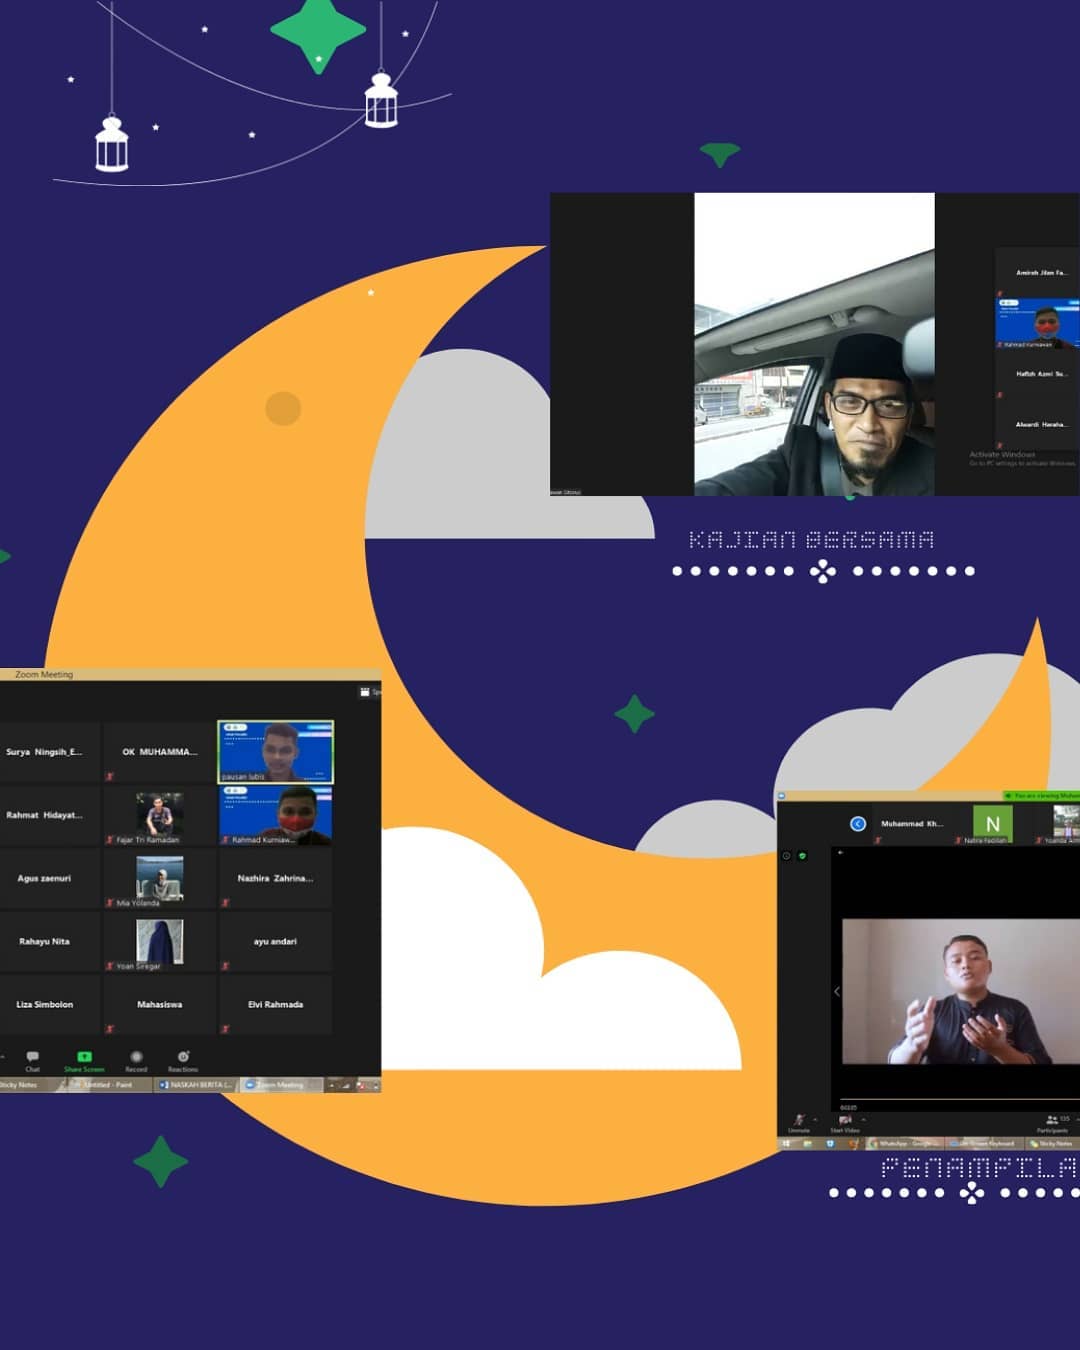 Amirah Jilan Fa...
Rahmad Kurniawan
Hafizh Azmi Su...
Alwardi Haraha...
Activate Windows
Go to PC settings to activate Windows.
KAJIAN BERSAMA
Zoom Meeting
Surya Ningsih_E...
OK MUHAMMA...
pausan lubis
Rahmat Hidayat...
Fajar Tri Ramadan
Rahmad Kurniaw...
Agus zaenuri
Mia Yolanda
Nazhira Zahrina...
Rahayu Nita
Yoan Siregar
ayu andari
Liza Simbolon
Mahasiswa
Elvi Rahmada
Chat
Share Screen
Record
Reactions
Sticky Notes
Untitled - Paint
NASKAH BERITA (...
Zoom Meeting
You are viewing Muham
Muhammad Kh...
N
Nahra Fadillah
Unmute
Start Video
135
Participants
WhatsApp - Google ...
On-Screen Keyboard
Sticky Notes
PENAMPILA